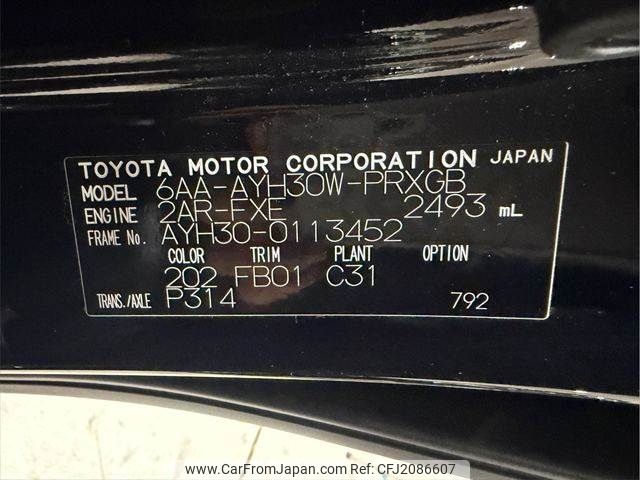 TOYOTA MOTOR CORPORATION JAPAN
MODEL 6AA-AYH30W-PRXGB
ENGINE 2AR-FXE 2493 mL
FRAME No. AYH30-0113452
COLOR TRIM PLANT OPTION
202 FB01 C31
TRANS./AXLE P314 792
www.CarFromJapan.com | Ref.No: CFJ2086607